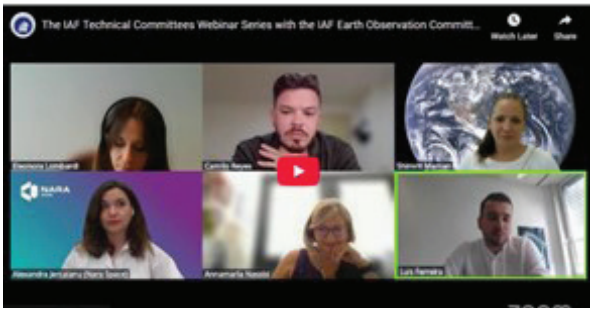 The IAF Technical Committees Webinar Series with the IAF Earth Observation Committ...
Watch Later
Share
Eleonora Lombardi
Camilo Reyes
NARA
Alexandra Jercaianu (Nara Space)
Annamaria Nassisi
Luis Ferreira
zoom